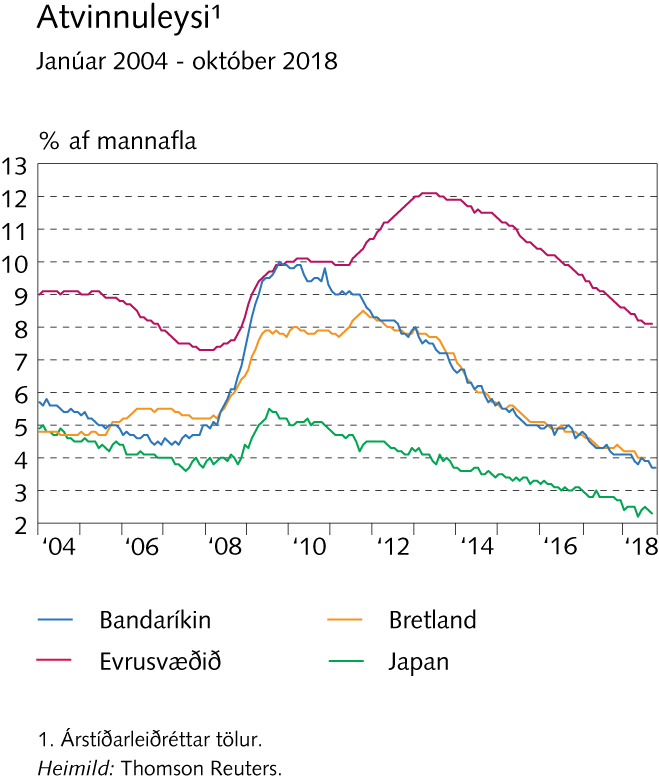 Atvinnuleysi¹
Janúar 2004 - október 2018
% af mannafla
13
12
11
10
9
8
7
6
5
4
3
2
‘04 ‘06 ‘08 ‘10 ‘12 ‘14 ‘16 ‘18
Bandaríkin Bretland
Evrusvæðið Japan
1. Árstíðarleiðréttar tölur.
Heimild: Thomson Reuters.